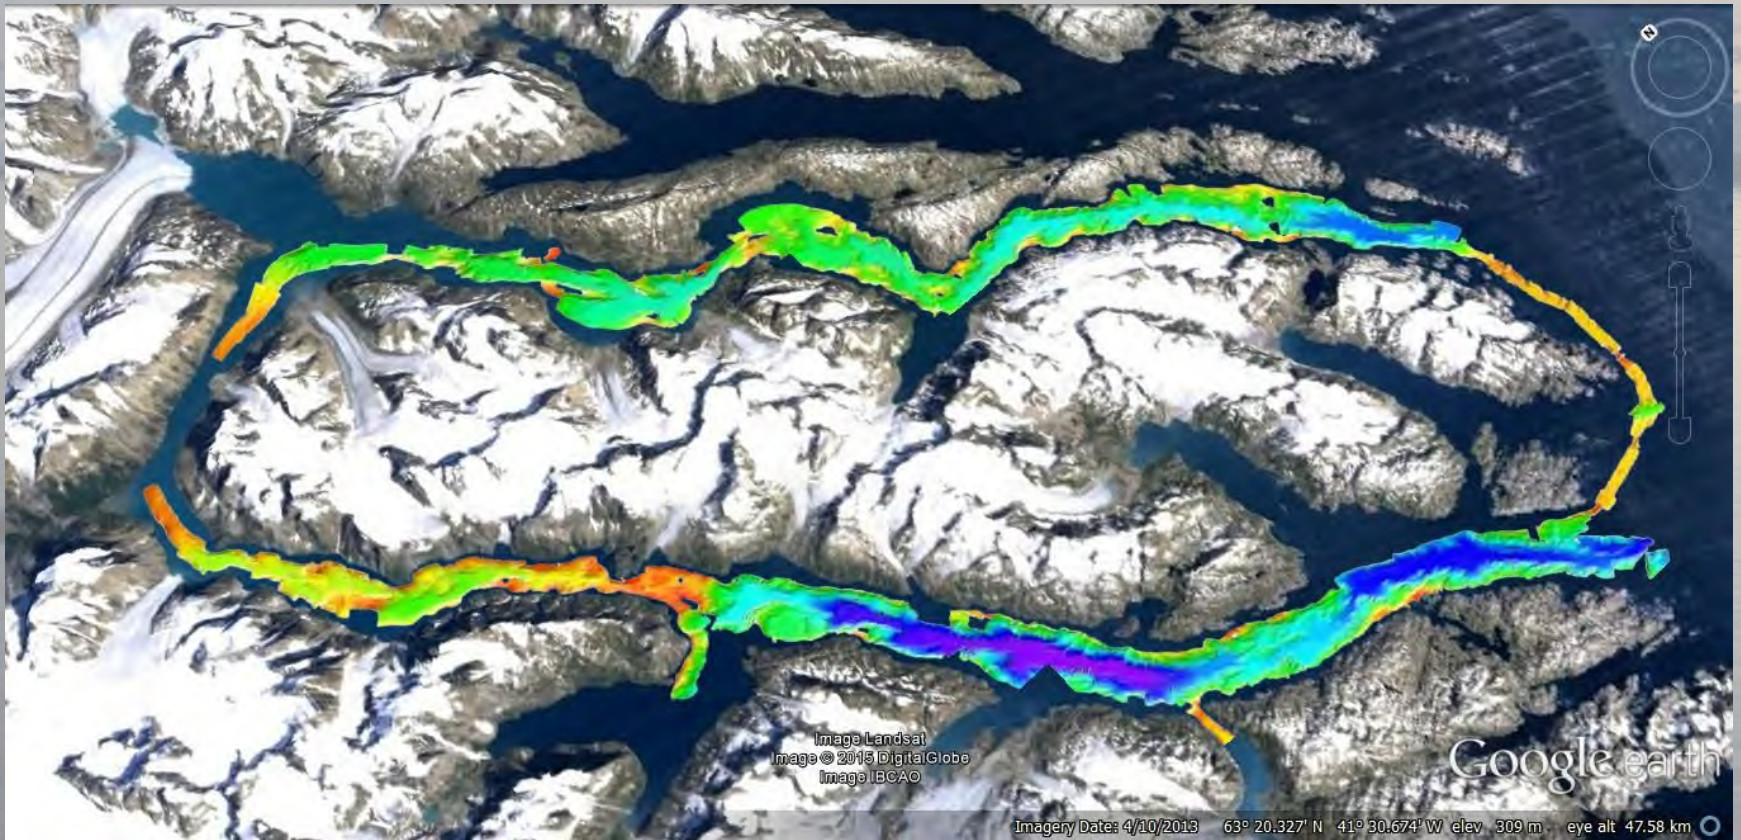 N
Image Landsat
Image © 2015 DigitalGlobe
Image IBCAO
Google earth
Imagery Date: 4/10/2013 63° 20.327' N 41° 30.674' W elev 309 m eye alt 47.58 km